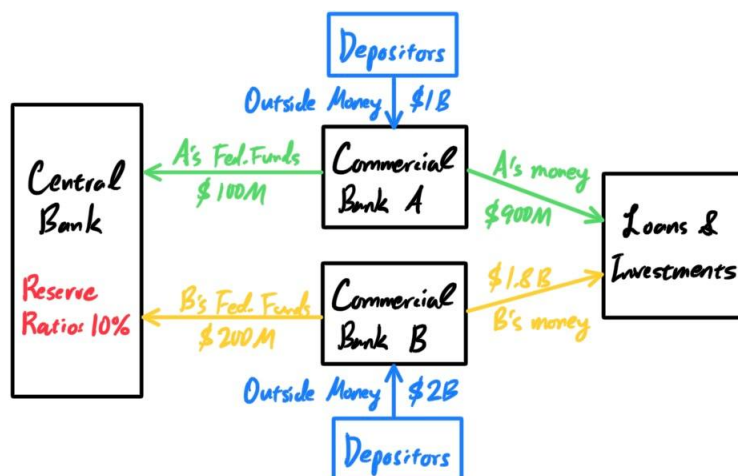 Depositors
Outside Money $1B
Central
Bank
Reserve
Ratio: 10%
A's Fed. Funds
$100M
Commercial
Bank A
A's money
$900M
Loans &
Investments
B's Fed. Funds
$200M
Commercial
Bank B
$1.8B
B's money
Outside Money $2B
Depositors